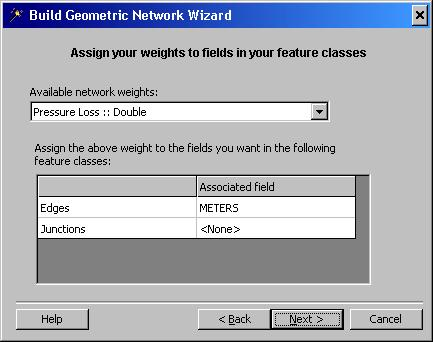 Build Geometric Network Wizard
Assign your weights to fields in your feature classes
Available network weights:
Pressure Loss :: Double
Assign the above weight to the fields you want in the following
feature classes:
Associated field
Edges METERS
Junctions <None>
Help < Back Next > Cancel